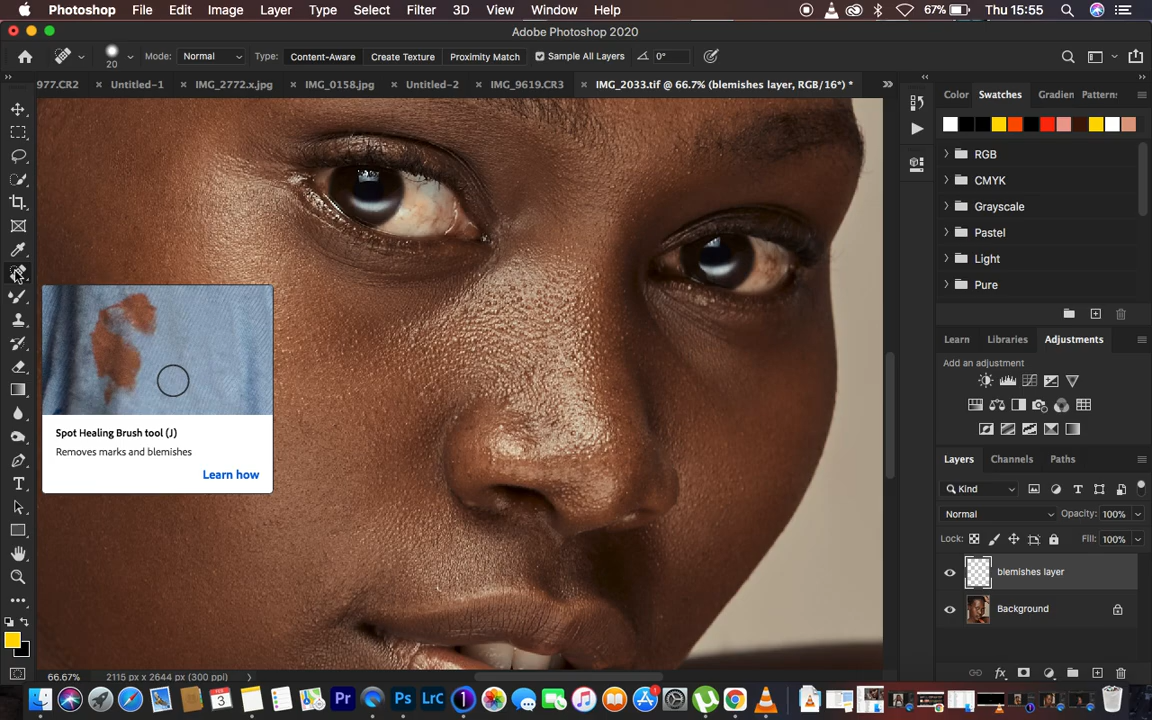 Photoshop File Edit Image Layer Type Select Filter 3D View Window Help 67% Thu 15:55
Adobe Photoshop 2020
20 Mode: Normal Type: Content-Aware Create Texture Proximity Match Sample All Layers 0°
977.CR2 × Untitled-1 × IMG_2772.x.jpg × IMG_0158.jpg × Untitled-2 × IMG_9619.CR3 × IMG_2033.tif @ 66.7% (blemishes layer, RGB/16*) *
Color Swatches Gradien Pattern:
RGB
CMYK
Grayscale
Pastel
Light
Pure
Spot Healing Brush tool (J)
Removes marks and blemishes
Learn how
Learn Libraries Adjustments
Add an adjustment
Layers Channels Paths
Kind
Normal Opacity: 100%
Lock: Fill: 100%
blemishes layer
Background
66.67% 2115 px x 2644 px (300 ppi)
Pr Ps LrC